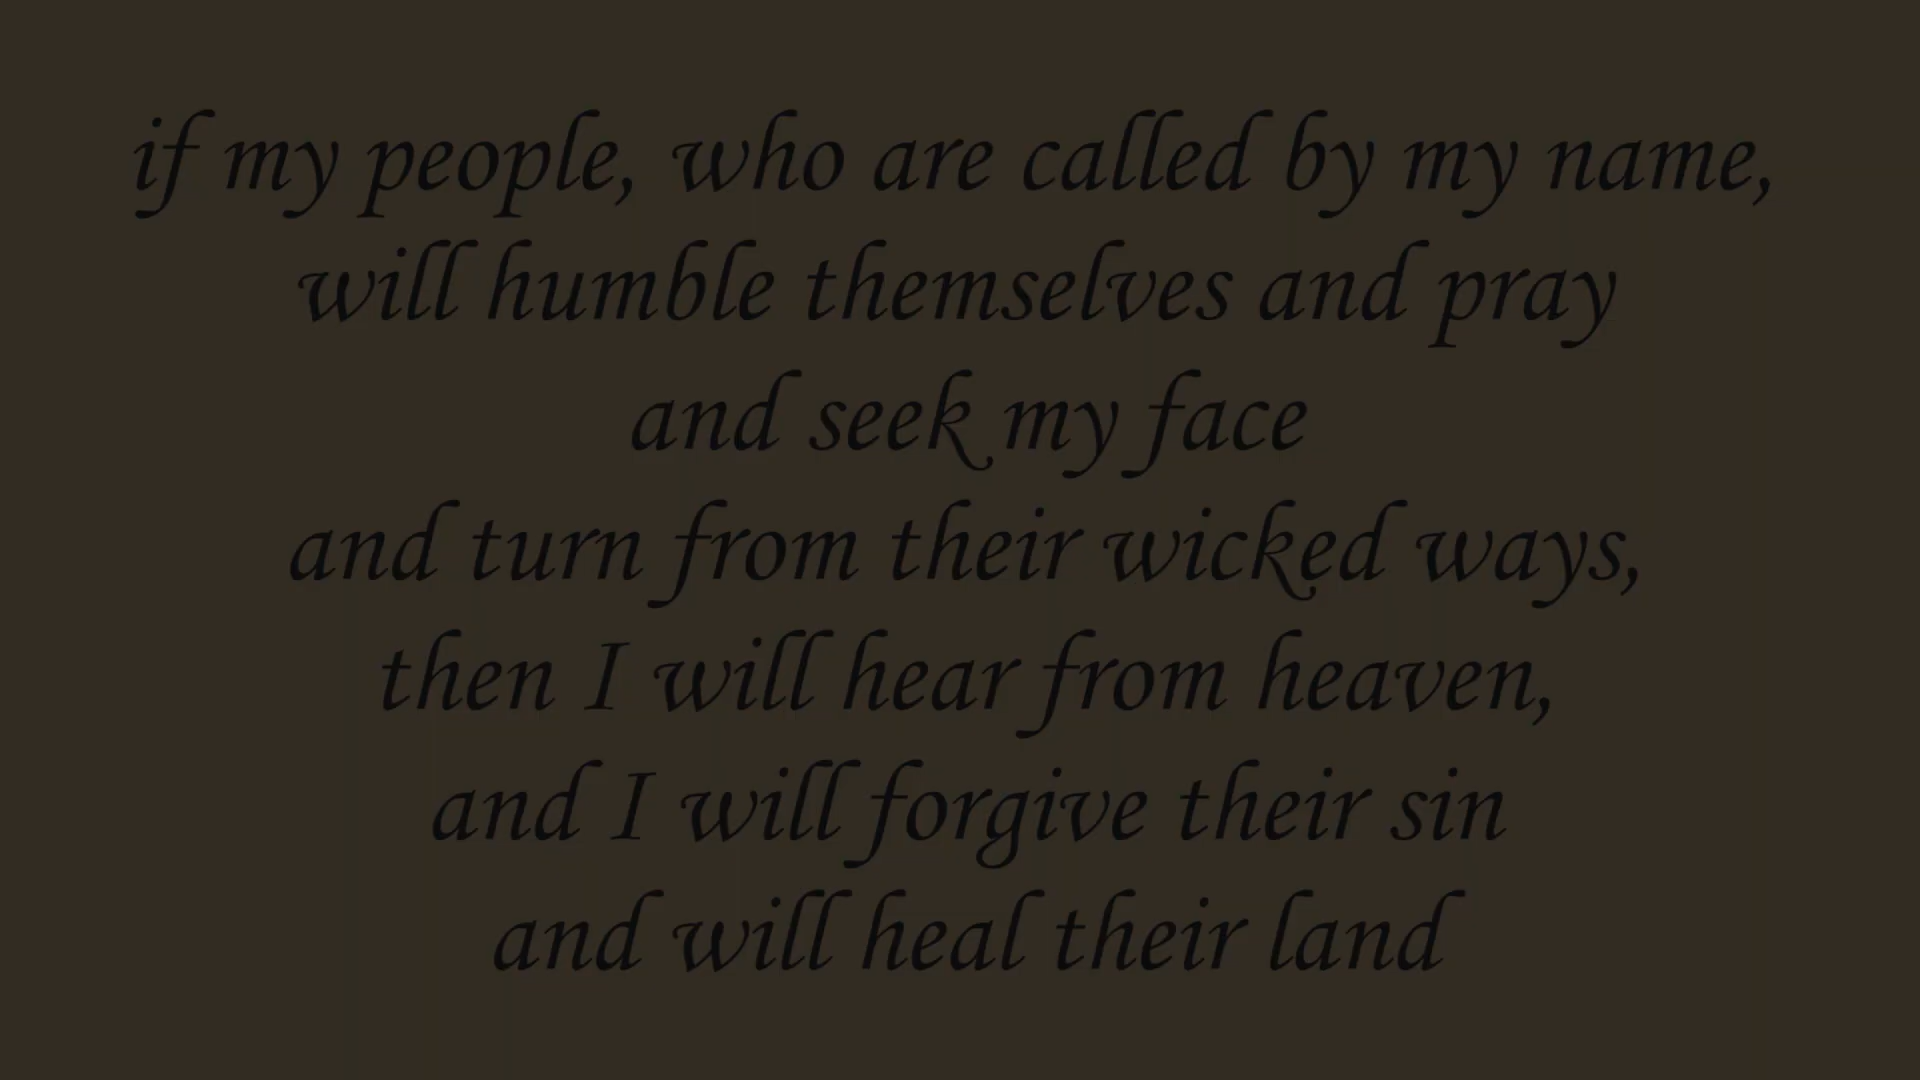 if my people, who are called by my name,
will humble themselves and pray
and seek my face
and turn from their wicked ways,
then I will hear from heaven,
and I will forgive their sin
and will heal their land